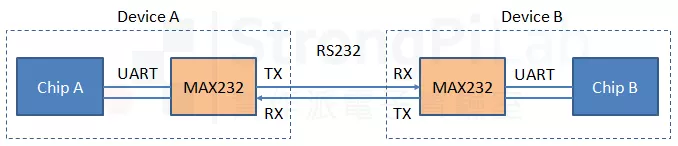 Device A
Device B
RS232
UART
TX
RX
UART
Chip A
MAX232
MAX232
Chip B
RX
TX